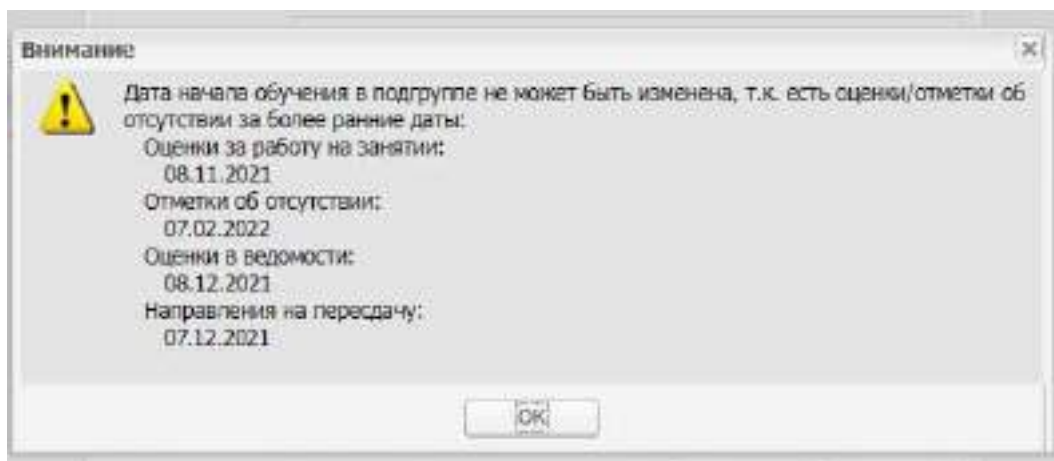 Внимание
Дата начала обучения в подгруппе не может быть изменена, т.к. есть оценки/отметки об
отсутствии за более ранние даты:
Оценки за работу на занятии:
08.11.2021
Отметки об отсутствии:
07.02.2022
Оценки в ведомости:
08.12.2021
Направления на пересдачу:
07.12.2021
ОК